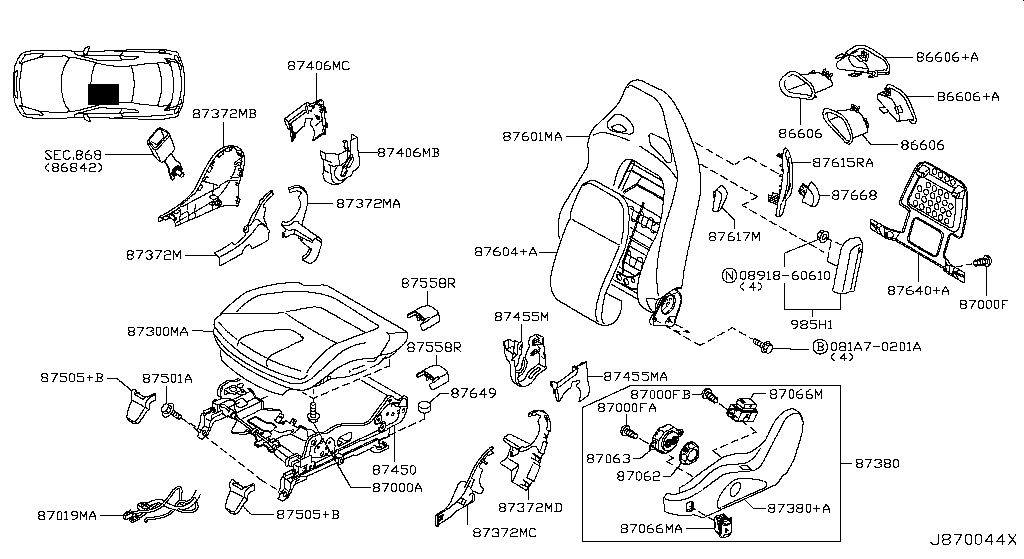 87406MC
87372MB
SEC.868
(86842)
87406MB
87372MA
87372M
86606+A
B6606+A
86606
86606
87601MA
87615RA
87668
87617M
87604+A
N 08918-60610
(4)
985H1
87640+A
87000F
B 081A7-0201A
(4)
87558R
87300MA
87558R
87455M
87505+B
87501A
87649
87455MA
87000FB
87066M
87000FA
87063
87062
87380
87450
87000A
87019MA
87505+B
87372MD
87372MC
87380+A
87066MA
J870044X